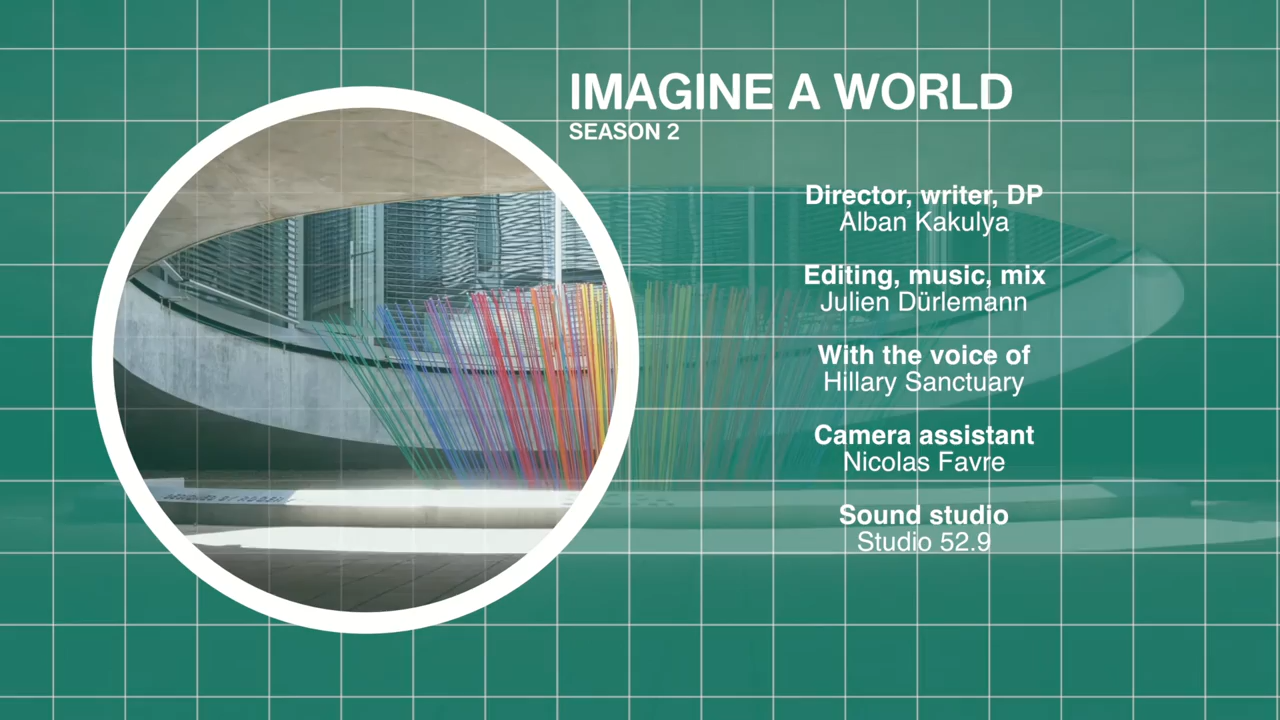 IMAGINE A WORLD
SEASON 2
Director, writer, DP
Alban Kakulya
Editing, music, mix
Julien Dürlemann
With the voice of
Hillary Sanctuary
Camera assistant
Nicolas Favre
Sound studio
Studio 52.9